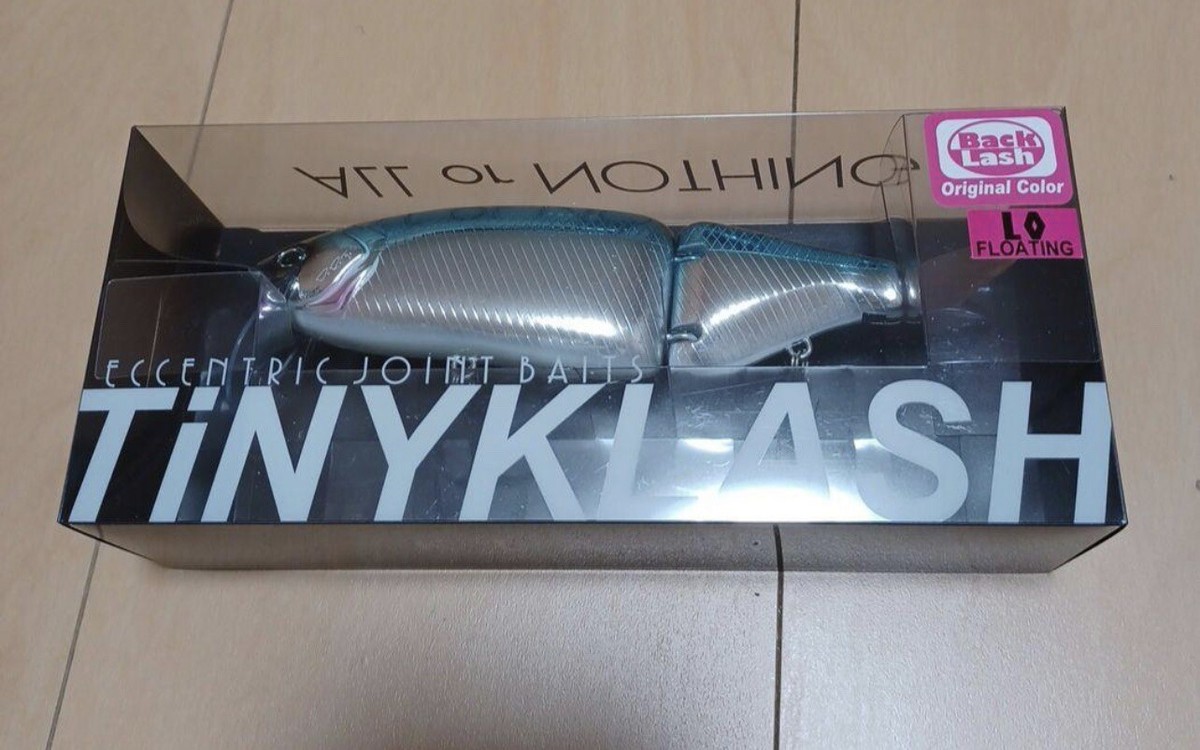 ALL or NOTHING
Back
Lash
Original Color
LO
FLOATING
ECCENTRIC JOINT BAITS
TiNYKLASH